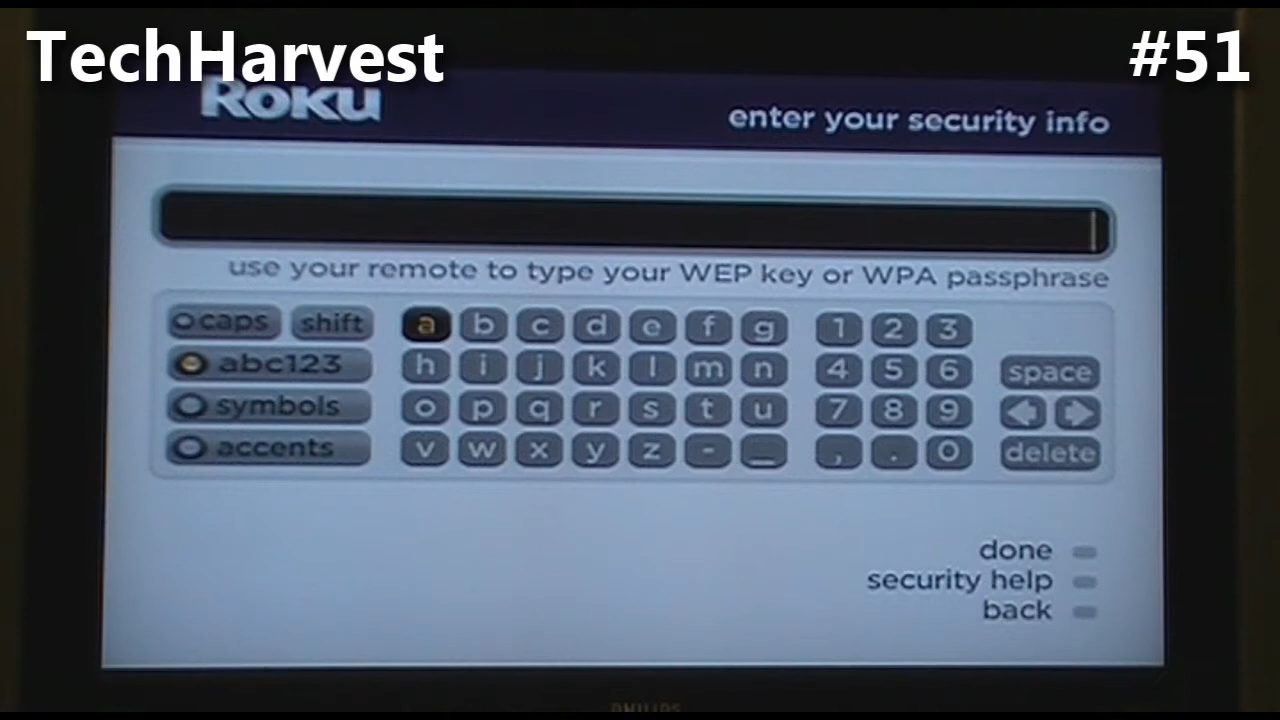 TechHarvest #51
Roku
enter your security info
use your remote to type your WEP key or WPA passphrase
caps shift a b c d e f g 1 2 3
abc123 h i j k l m n 4 5 6 space
symbols o p q r s t u 7 8 9
accents v w x y z - _ , . 0 delete
done
security help
back
PHILIPS